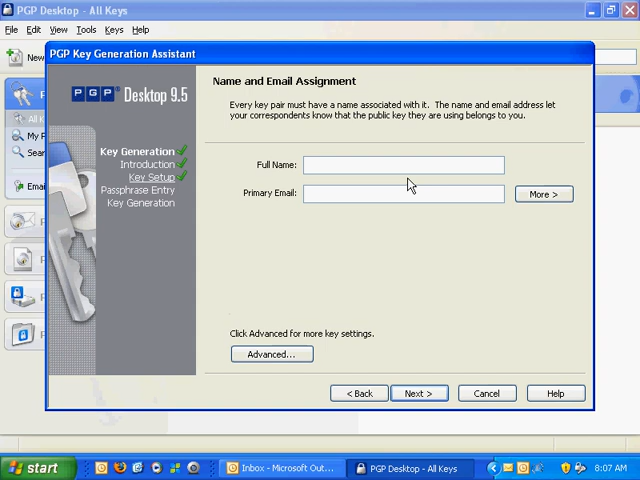 PGP Desktop - All Keys
File Edit View Tools Keys Help
New
PGP Key Generation Assistant
PGP Desktop 9.5
Key Generation
Introduction
Key Setup
Passphrase Entry
Key Generation
Name and Email Assignment
Every key pair must have a name associated with it. The name and email address let
your correspondents know that the public key they are using belongs to you.
Full Name:
Primary Email:
More >
Click Advanced for more key settings.
Advanced...
< Back
Next >
Cancel
Help
P
All K
My P
Sear
Emai
start
Inbox - Microsoft Out...
PGP Desktop - All Keys
8:07 AM